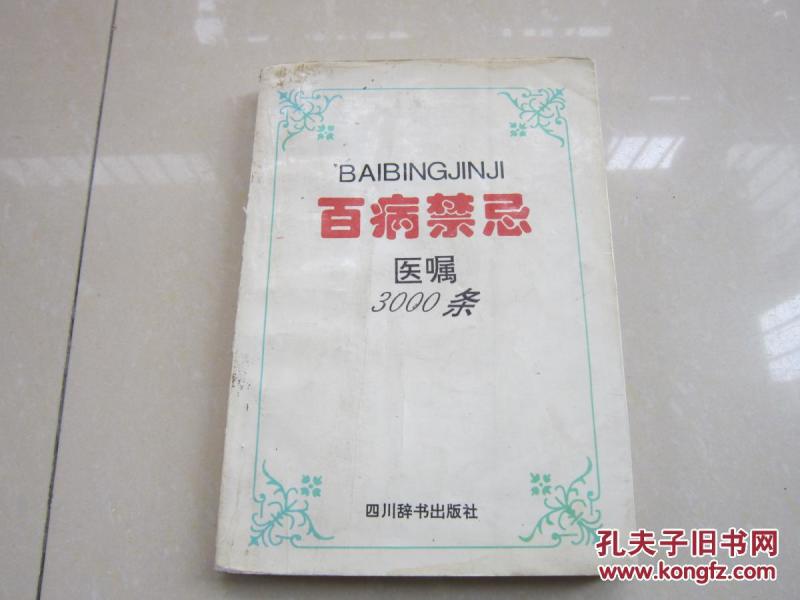 BAIBINGJINJI
百病禁忌
医嘱
3000条
四川辞书出版社
孔夫子旧书网
www.kongfz.com